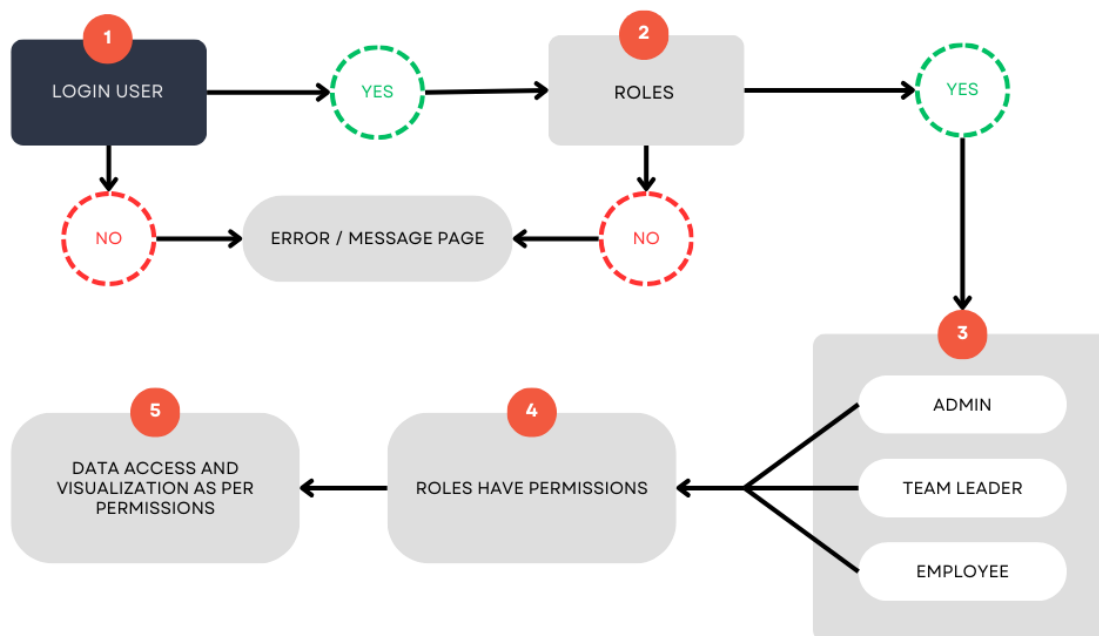 1
LOGIN USER
YES
2
ROLES
YES
NO
ERROR / MESSAGE PAGE
NO
3
ADMIN
TEAM LEADER
EMPLOYEE
4
ROLES HAVE PERMISSIONS
5
DATA ACCESS AND
VISUALIZATION AS PER
PERMISSIONS